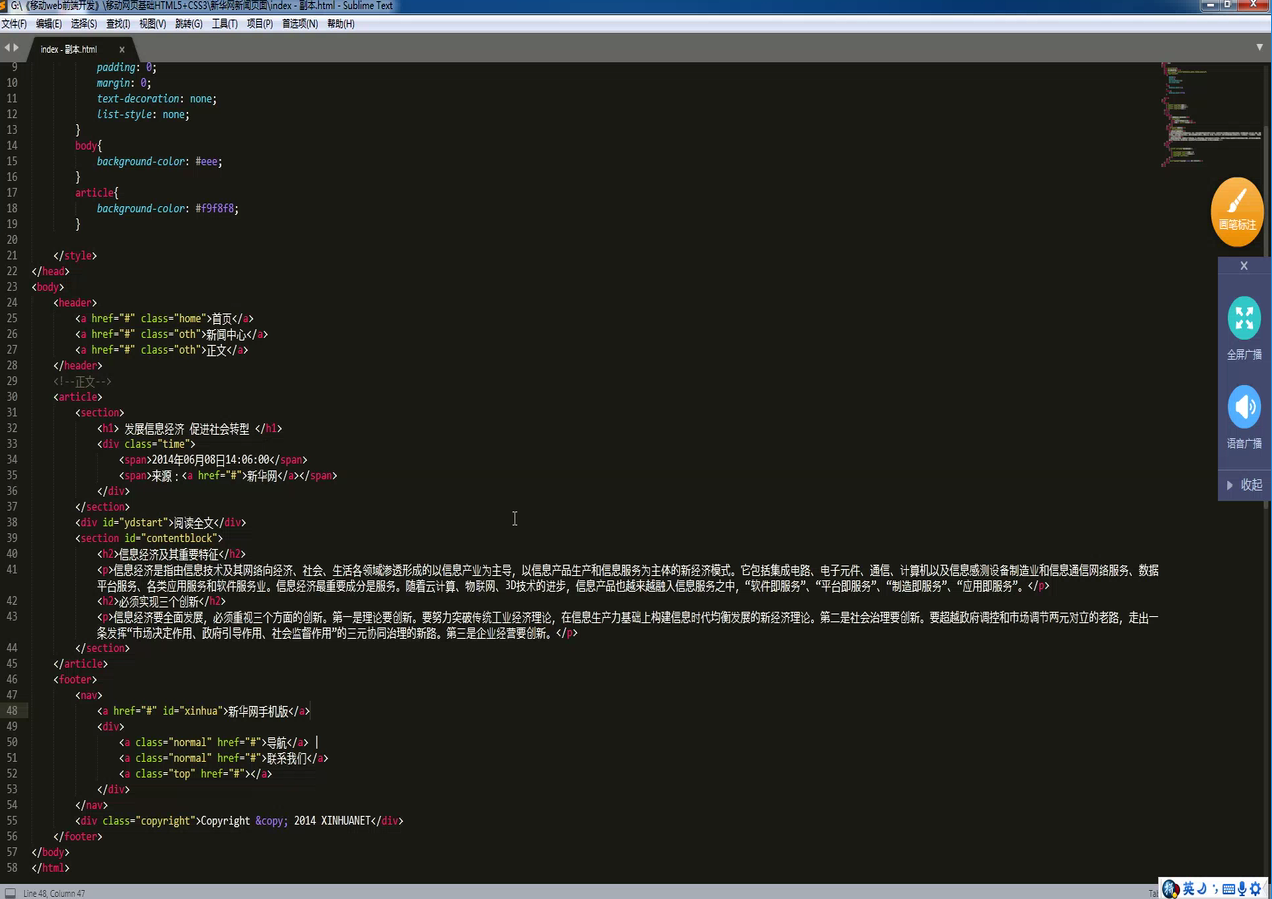 G:\《移动web前端开发》\移动网页基础HTML5+CSS3\新华网新闻页面\index - 副本.html - Sublime Text
文件(F) 编辑(E) 选择(S) 查找(I) 视图(V) 跳转(G) 工具(T) 项目(P) 首选项(N) 帮助(H)
index - 副本.html x
9 padding: 0;
10 margin: 0;
11 text-decoration: none;
12 list-style: none;
13 }
14 body{
15 background-color: #eee;
16 }
17 article{
18 background-color: #f9f8f8;
19 }
20
21 </style>
22 </head>
23 <body>
24 <header>
25 <a href="#" class="home">首页</a>
26 <a href="#" class="oth">新闻中心</a>
27 <a href="#" class="oth">正文</a>
28 </header>
29 <!--正文-->
30 <article>
31 <section>
32 <h1> 发展信息经济 促进社会转型 </h1>
33 <div class="time">
34 <span>2014年06月08日14:06:00</span>
35 <span>来源：<a href="#">新华网</a></span>
36 </div>
37 </section>
38 <div id="ydstart">阅读全文</div>
39 <section id="contentblock">
40 <h2>信息经济及其重要特征</h2>
41 <p>信息经济是指由信息技术及其网络向经济、社会、生活各领域渗透形成的以信息产业为主导，以信息产品生产和信息服务为主体的新经济模式。它包括集成电路、电子元件、通信、计算机以及信息感测设备制造业和信息通信网络服务、数据
平台服务、各类应用服务和软件服务业。信息经济最重要成分是服务。随着云计算、物联网、3D技术的进步，信息产品也越来越融入信息服务之中，“软件即服务”、“平台即服务”、“制造即服务”、“应用即服务”。</p>
42 <h2>必须实现三个创新</h2>
43 <p>信息经济要全面发展，必须重视三个方面的创新。第一是理论要创新。要努力突破传统工业经济理论，在信息生产力基础上构建信息时代均衡发展的新经济理论。第二是社会治理要创新。要超越政府调控和市场调节两元对立的老路，走出一
条发挥“市场决定作用、政府引导作用、社会监督作用”的三元协同治理的新路。第三是企业经营要创新。</p>
44 </section>
45 </article>
46 <footer>
47 <nav>
48 <a href="#" id="xinhua">新华网手机版</a>
49 <div>
50 <a class="normal" href="#">导航</a> |
51 <a class="normal" href="#">联系我们</a>
52 <a class="top" href="#"></a>
53 </div>
54 </nav>
55 <div class="copyright">Copyright &copy; 2014 XINHUANET</div>
56 </footer>
57 </body>
58 </html>
画笔标注
X
全屏广播
语音广播
收起
Line 48, Column 47
英